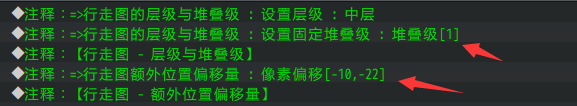 ◆注释：=>行走图的层级与堆叠级 : 设置层级 : 中层
◆注释：=>行走图的层级与堆叠级 : 设置固定堆叠级 : 堆叠级[1]
◆注释：【行走图 - 层级与堆叠级】
◆注释：=>行走图额外位置偏移量 : 像素偏移[-10,-22]
◆注释：【行走图 - 额外位置偏移量】